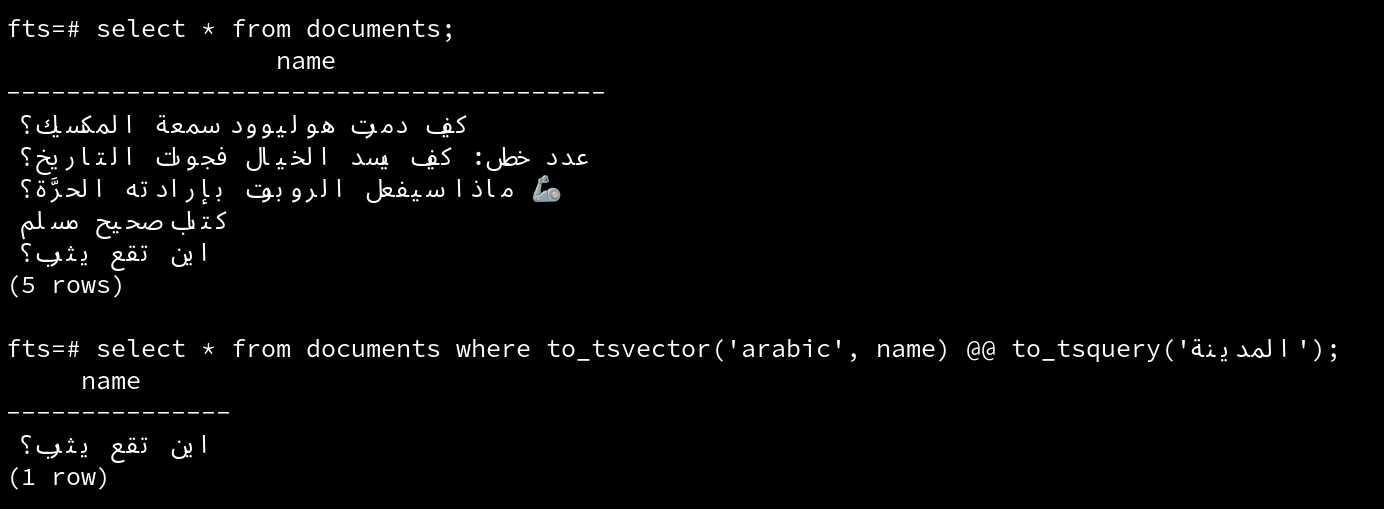 fts=# select * from documents;
name
----------------------------------------
كيف دمرت هوليوود سمعة المكسيك؟
عدد خاص: كيف يسد الخيال فجوات التاريخ؟
🦾 ماذا سيفعل الروبوت بإرادته الحرَّة؟
كتاب صحيح مسلم
اين تقع يثرب؟
(5 rows)
fts=# select * from documents where to_tsvector('arabic', name) @@ to_tsquery('المدينة');
name
---------------
اين تقع يثرب؟
(1 row)